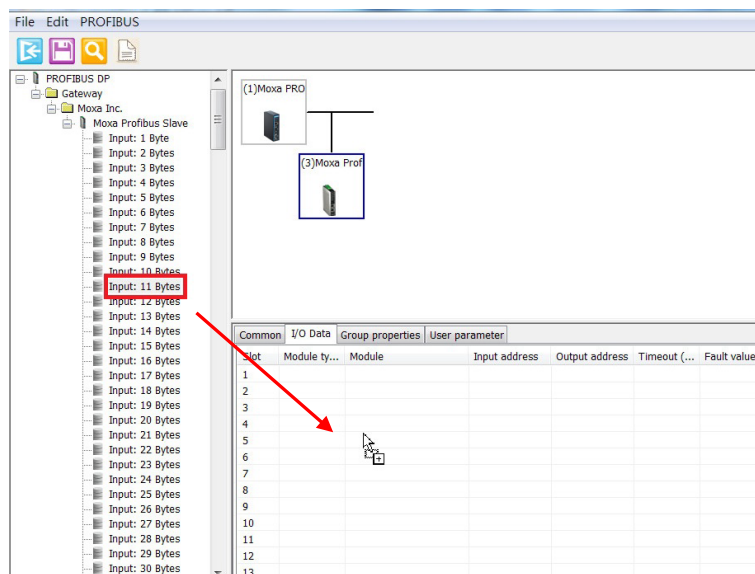 File Edit PROFIBUS
PROFIBUS DP
Gateway
Moxa Inc.
Moxa Profibus Slave
Input: 1 Byte
Input: 2 Bytes
Input: 3 Bytes
Input: 4 Bytes
Input: 5 Bytes
Input: 6 Bytes
Input: 7 Bytes
Input: 8 Bytes
Input: 9 Bytes
Input: 10 Bytes
Input: 11 Bytes
Input: 12 Bytes
Input: 13 Bytes
Input: 14 Bytes
Input: 15 Bytes
Input: 16 Bytes
Input: 17 Bytes
Input: 18 Bytes
Input: 19 Bytes
Input: 20 Bytes
Input: 21 Bytes
Input: 22 Bytes
Input: 23 Bytes
Input: 24 Bytes
Input: 25 Bytes
Input: 26 Bytes
Input: 27 Bytes
Input: 28 Bytes
Input: 29 Bytes
Input: 30 Bytes
(1)Moxa PRO
(3)Moxa Prof
Common I/O Data Group properties User parameter
Slot Module ty... Module Input address Output address Timeout (... Fault value
1
2
3
4
5
6
7
8
9
10
11
12
13